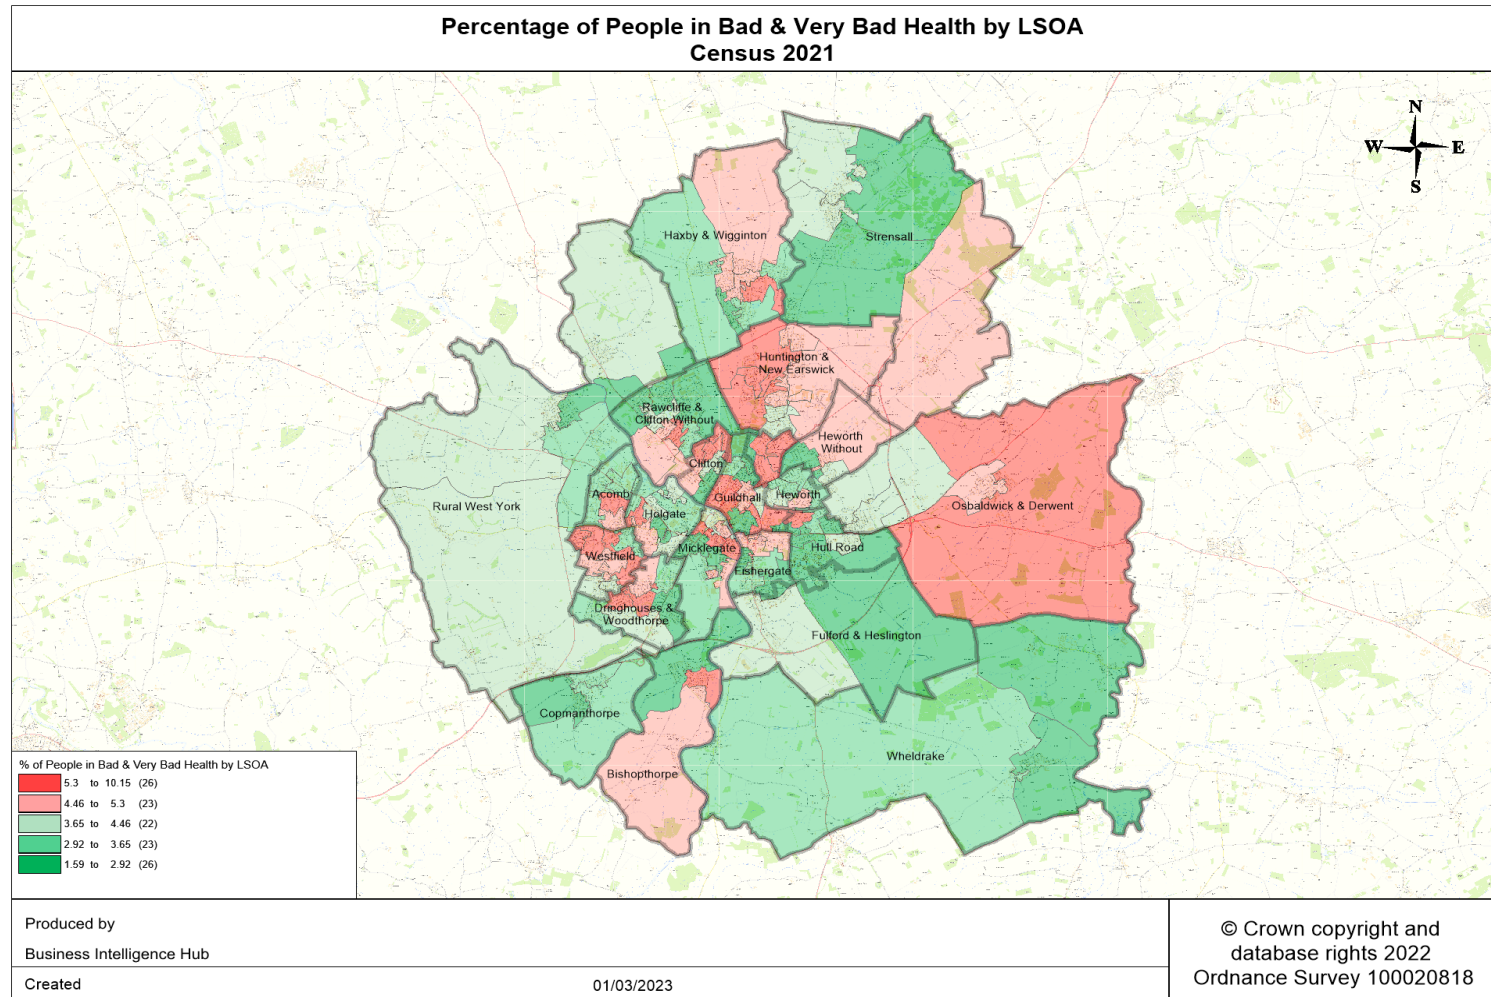 Percentage of People in Bad & Very Bad Health by LSOA
Census 2021
N
W
E
S
Haxby & Wigginton
Strensall
Huntington &
New Earswick
Rawcliffe &
Clifton Without
Heworth
Without
Clifton
Acomb
Guildhall
Heworth
Rural West York
Holgate
Osbaldwick & Derwent
Westfield
Micklegate
Hull Road
Fishergate
Dringhouses &
Woodthorpe
Fulford & Heslington
Copmanthorpe
Wheldrake
Bishopthorpe
% of People in Bad & Very Bad Health by LSOA
5.3 to 10.15 (26)
4.46 to 5.3 (23)
3.65 to 4.46 (22)
2.92 to 3.65 (23)
1.59 to 2.92 (26)
Produced by
Business Intelligence Hub
Created 01/03/2023
© Crown copyright and
database rights 2022
Ordnance Survey 100020818